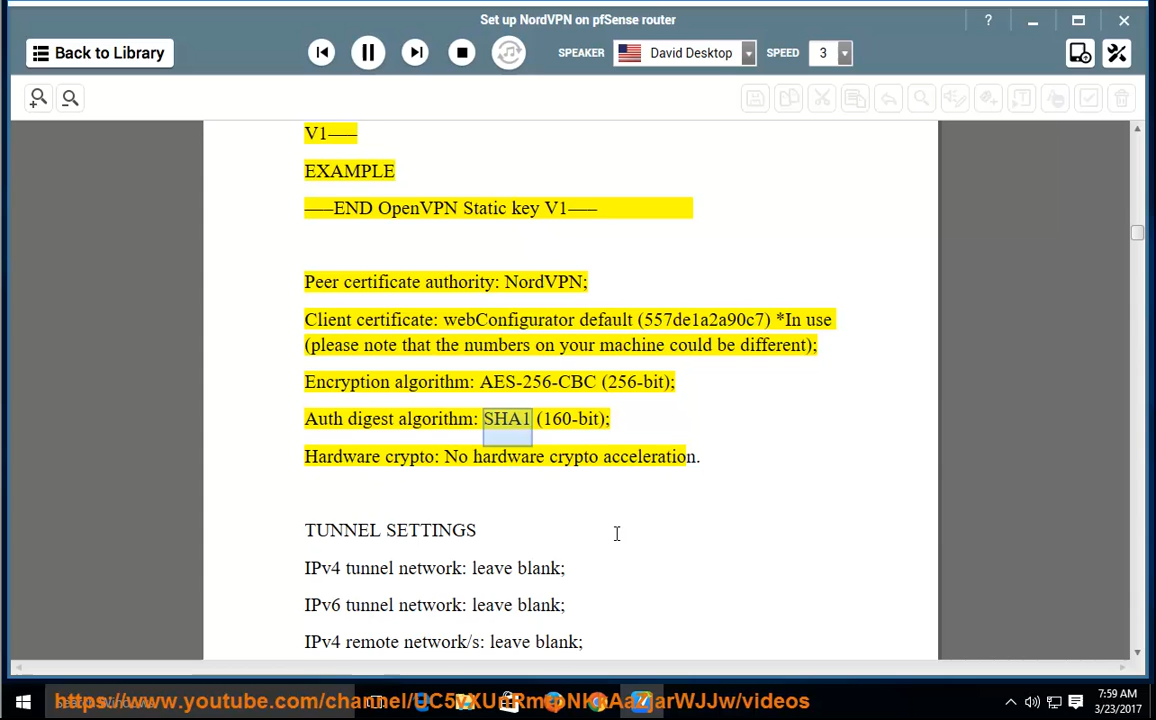 Set up NordVPN on pfSense router
?
Back to Library
SPEAKER
David Desktop
SPEED
3
V1-----
EXAMPLE
-----END OpenVPN Static key V1-----
Peer certificate authority: NordVPN;
Client certificate: webConfigurator default (557de1a2a90c7) *In use
(please note that the numbers on your machine could be different);
Encryption algorithm: AES-256-CBC (256-bit);
Auth digest algorithm: SHA1 (160-bit);
Hardware crypto: No hardware crypto acceleration.
TUNNEL SETTINGS
IPv4 tunnel network: leave blank;
IPv6 tunnel network: leave blank;
IPv4 remote network/s: leave blank;
7:59 AM
3/23/2017